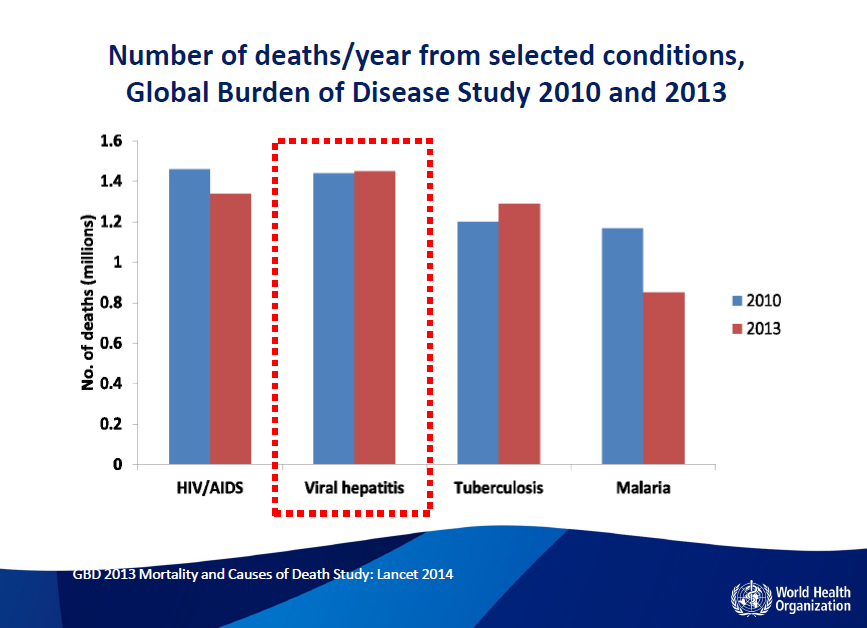 Number of deaths/year from selected conditions,
Global Burden of Disease Study 2010 and 2013
No. of deaths (millions)
1.6
1.4
1.2
1
0.8
0.6
0.4
0.2
0
HIV/AIDS
Viral hepatitis
Tuberculosis
Malaria
2010
2013
GBD 2013 Mortality and Causes of Death Study: Lancet 2014
World Health
Organization